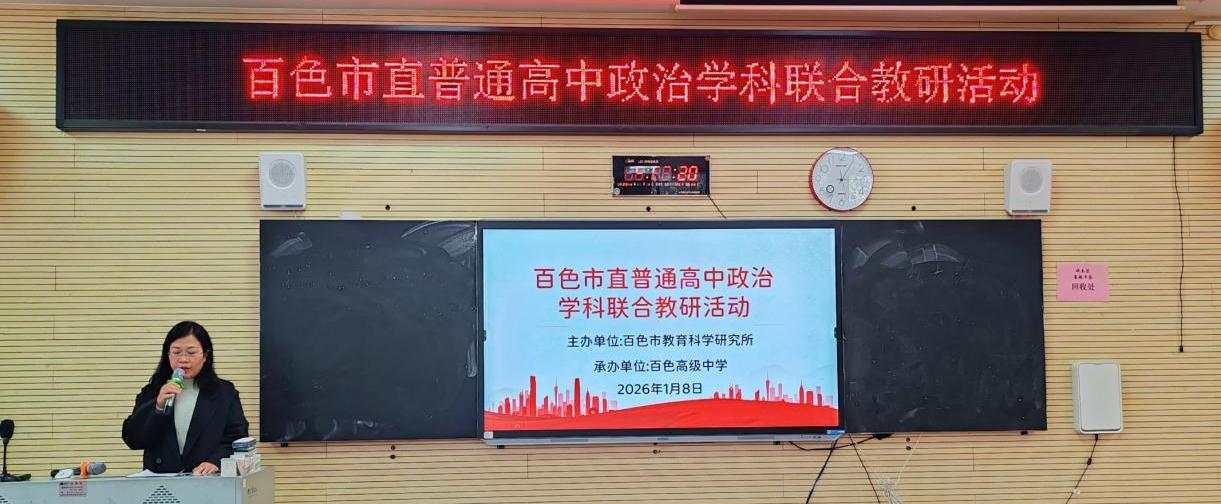 百色市直普通高中政治学科联合教研活动
百色市直普通高中政治
学科联合教研活动
主办单位:百色市教育科学研究所
承办单位:百色高级中学
2026年1月8日
回收处